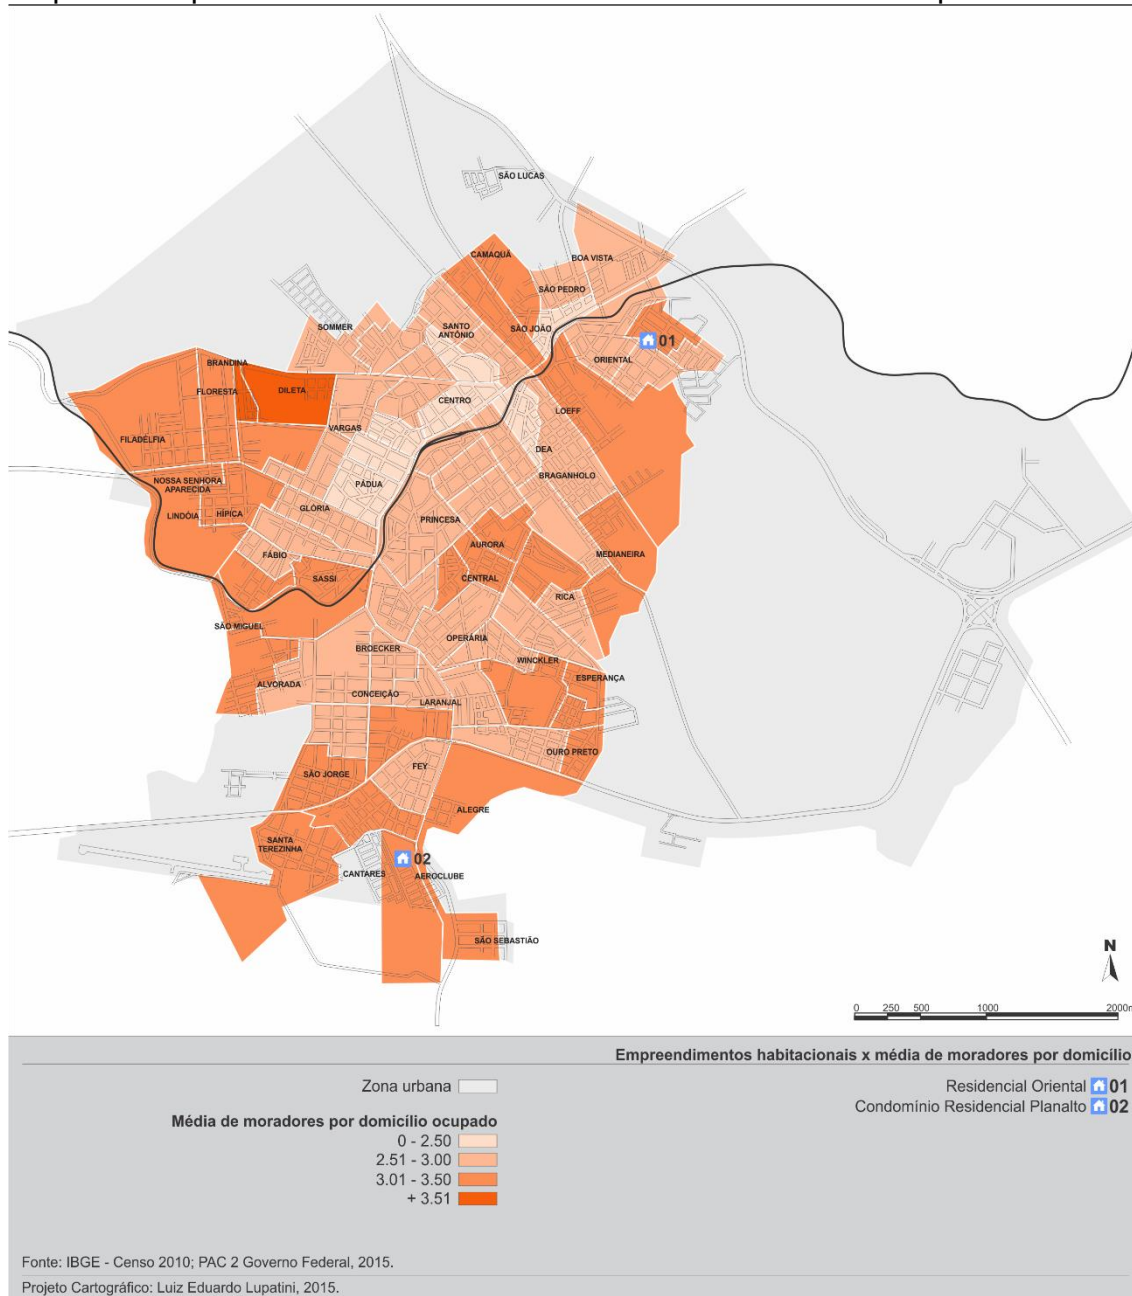 SÃO LUCAS
CAMAQUÃ
BOA VISTA
SÃO PEDRO
SOMMER
SANTO
ANTÔNIO
SÃO JOÃO
01
ORIENTAL
BRANDINA
FLORESTA
DILETA
CENTRO
LOEFF
VARGAS
FILADÉLFIA
DEA
BRAGANHOLO
NOSSA SENHORA
APARECIDA
PÁDUA
LINDÓIA
HÍPICA
GLÓRIA
PRINCESA
AURORA
MEDIANEIRA
FÁBIO
SASSI
CENTRAL
RICA
SÃO MIGUEL
OPERÁRIA
BROECKER
WINCKLER
ESPERANÇA
ALVORADA
CONCEIÇÃO
LARANJAL
OURO PRETO
SÃO JORGE
FEY
ALEGRE
SANTA
TEREZINHA
02
CANTARES
AEROCLUBE
SÃO SEBASTIÃO
N
0 250 500 1000 2000m
Empreendimentos habitacionais x média de moradores por domicílio
Zona urbana
Residencial Oriental 01
Condomínio Residencial Planalto 02
Média de moradores por domicílio ocupado
0 - 2.50
2.51 - 3.00
3.01 - 3.50
+ 3.51
Fonte: IBGE - Censo 2010; PAC 2 Governo Federal, 2015.
Projeto Cartográfico: Luiz Eduardo Lupatini, 2015.